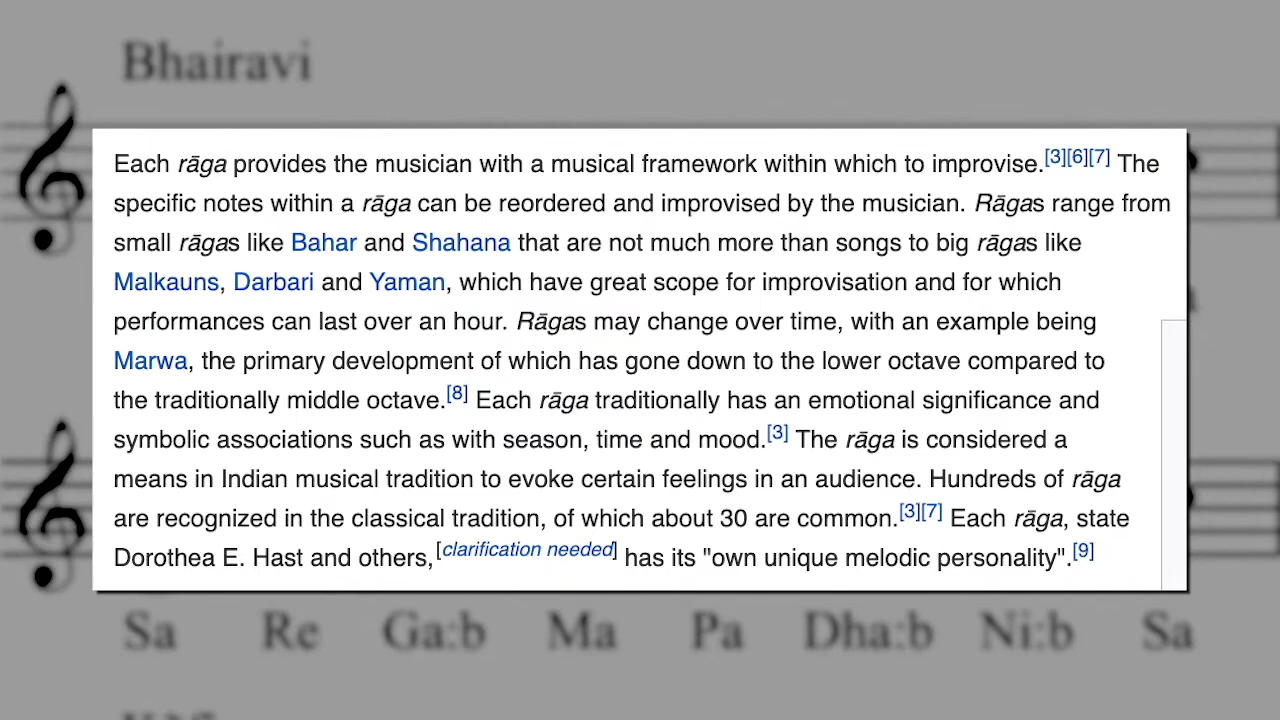 Bhairavi
Each rāga provides the musician with a musical framework within which to improvise.[3][6][7] The
specific notes within a rāga can be reordered and improvised by the musician. Rāgas range from
small rāgas like Bahar and Shahana that are not much more than songs to big rāgas like
Malkauns, Darbari and Yaman, which have great scope for improvisation and for which
performances can last over an hour. Rāgas may change over time, with an example being
Marwa, the primary development of which has gone down to the lower octave compared to
the traditionally middle octave.[8] Each rāga traditionally has an emotional significance and
symbolic associations such as with season, time and mood.[3] The rāga is considered a
means in Indian musical tradition to evoke certain feelings in an audience. Hundreds of rāga
are recognized in the classical tradition, of which about 30 are common.[3][7] Each rāga, state
Dorothea E. Hast and others,[clarification needed] has its "own unique melodic personality".[9]
Sa Re Ga:b Ma Pa Dha:b Ni:b Sa